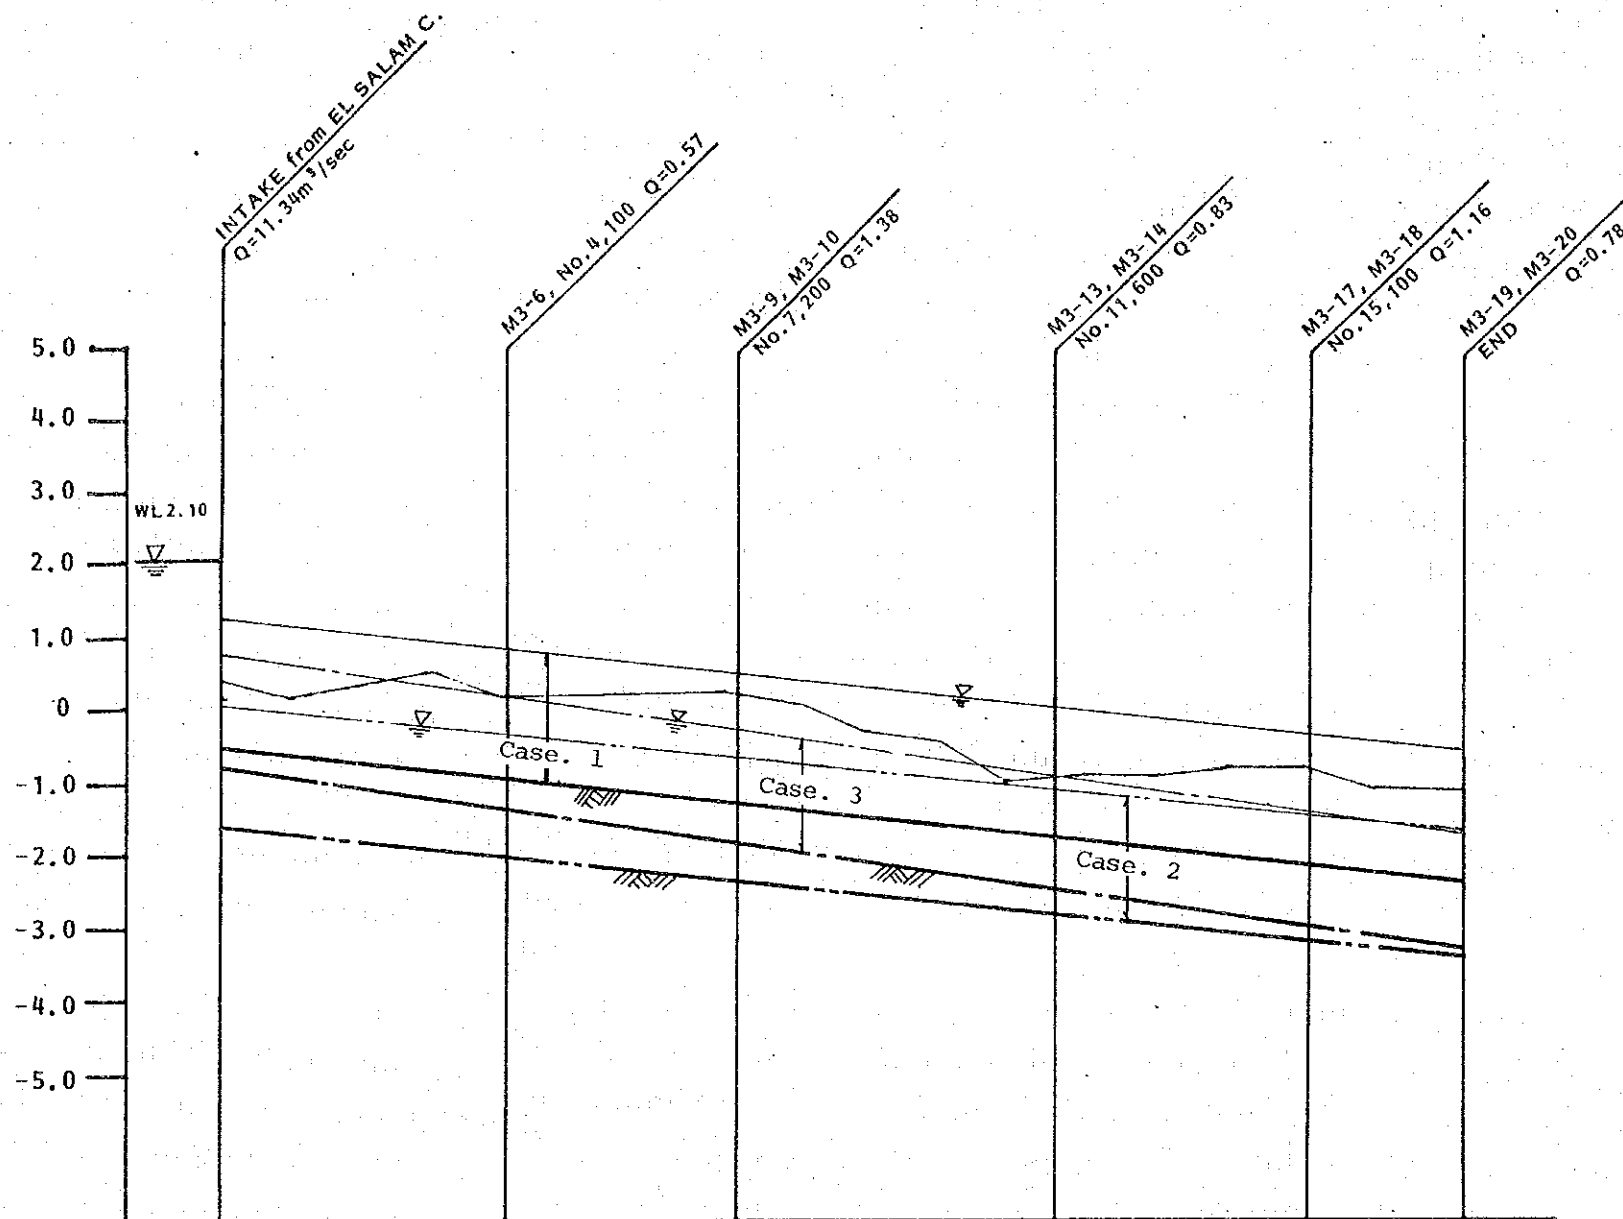 INTAKE from EL SALAM C.
Q=11.34m³/sec
M3-6, No.4,100 Q=0.57
M3-9, M3-10
No.7,200 Q=1.38
M3-13, M3-14
No.11,600 Q=0.83
M3-17, M3-18
No.15,100 Q=1.16
M3-19, M3-20
END Q=0.78
5.0
4.0
3.0
WL2.10
2.0
1.0
0
-1.0
-2.0
-3.0
-4.0
-5.0
Case. 1
Case. 3
Case. 2